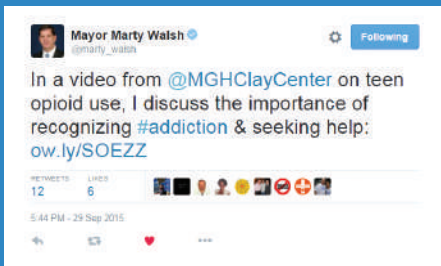 Mayor Marty Walsh
@marty_walsh
Following
In a video from @MGHClayCenter on teen
opioid use, I discuss the importance of
recognizing #addiction & seeking help:
ow.ly/SOEZZ
RETWEETS LIKES
12 6
5:44 PM - 29 Sep 2015